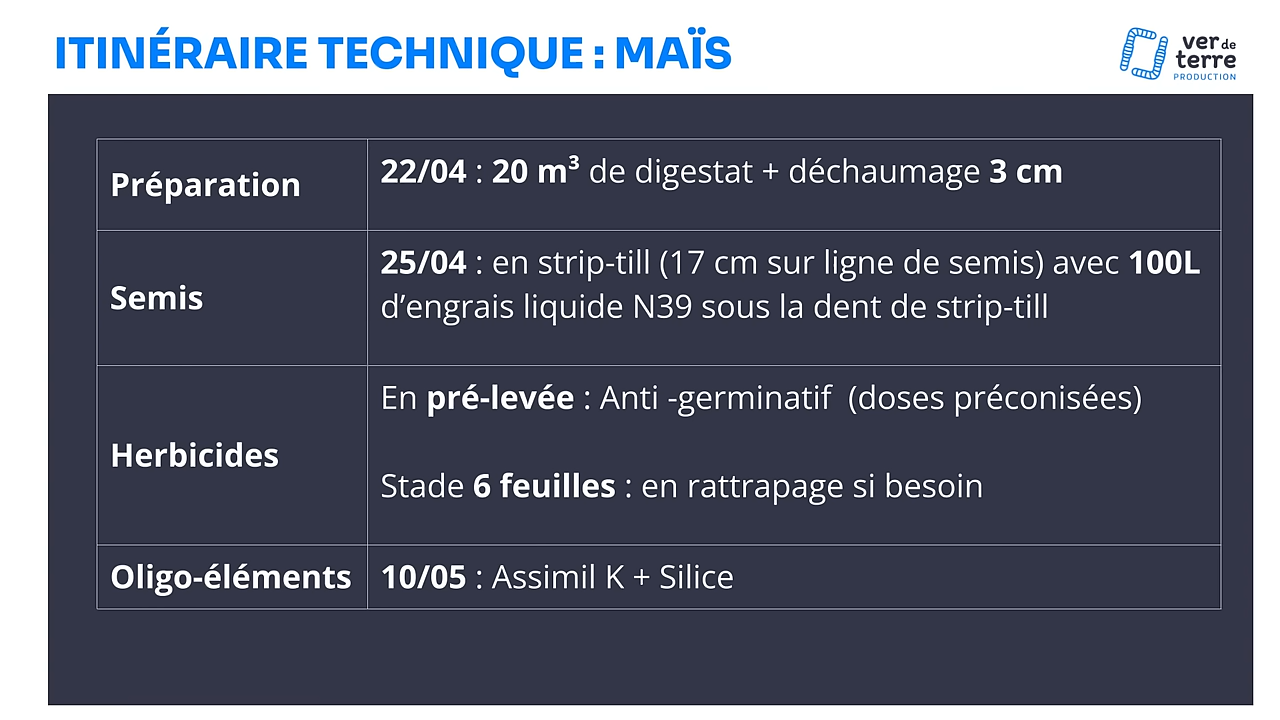 ITINÉRAIRE TECHNIQUE : MAÏS
ver de
terre
PRODUCTION
Préparation
22/04 : 20 m³ de digestat + déchaumage 3 cm
Semis
25/04 : en strip-till (17 cm sur ligne de semis) avec 100L
d’engrais liquide N39 sous la dent de strip-till
Herbicides
En pré-levée : Anti -germinatif  (doses préconisées)
Stade 6 feuilles : en rattrapage si besoin
Oligo-éléments
10/05 : Assimil K + Silice